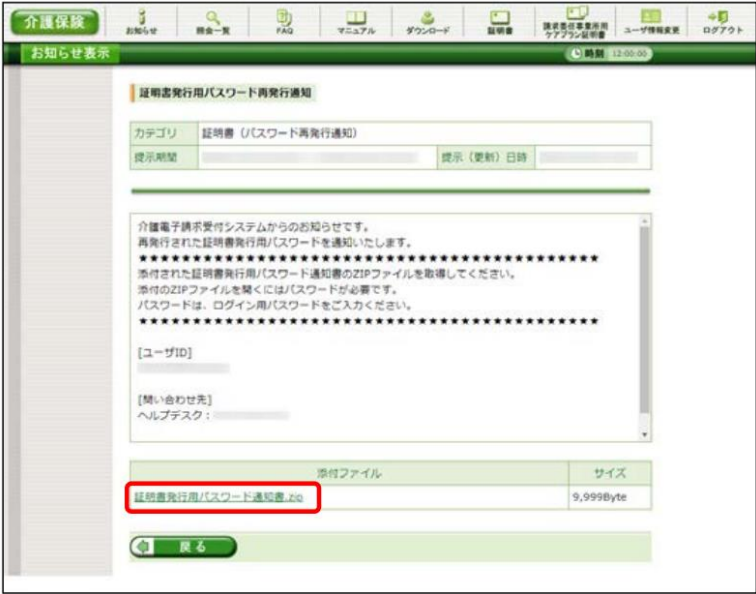 介護保険
お知らせ
照会一覧
FAQ
マニュアル
ダウンロード
証明書
請求委任事業所用
ケアプラン証明書
ユーザ情報変更
ログアウト
お知らせ表示
時刻 12:00:00
証明書発行用パスワード再発行通知
カテゴリ 証明書（パスワード再発行通知）
提示期間 提示（更新）日時
介護電子請求受付システムからのお知らせです。
再発行された証明書発行用パスワードを通知いたします。
★★★★★★★★★★★★★★★★★★★★★★★★★★★★★★★★★★★★★★★★★★★★
添付された証明書発行用パスワード通知書のZIPファイルを取得してください。
添付のZIPファイルを開くにはパスワードが必要です。
パスワードは、ログイン用パスワードをご入力ください。
★★★★★★★★★★★★★★★★★★★★★★★★★★★★★★★★★★★★★★★★★★★★
[ユーザID]
[問い合わせ先]
ヘルプデスク：
添付ファイル サイズ
証明書発行用パスワード通知書.zip 9,999Byte
戻る